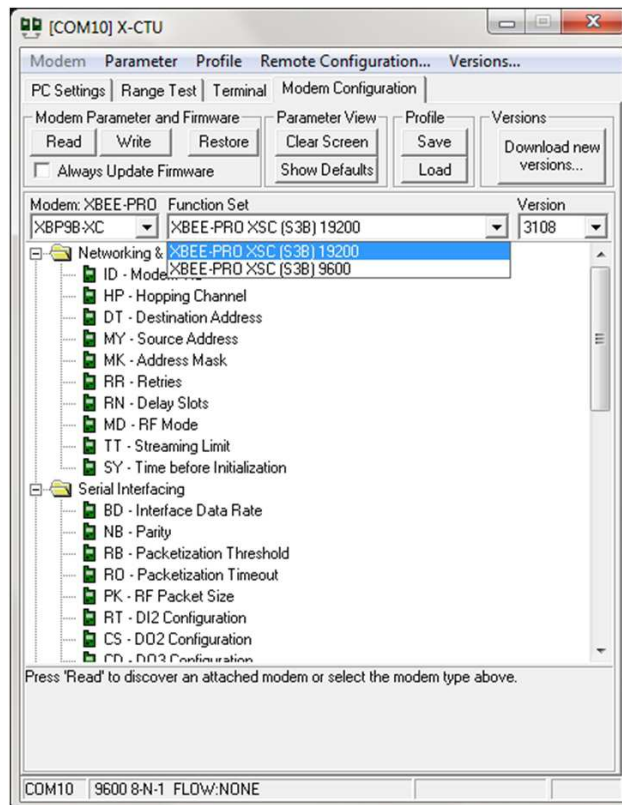 [COM10] X-CTU
Modem Parameter Profile Remote Configuration... Versions...
PC Settings Range Test Terminal Modem Configuration
Modem Parameter and Firmware Parameter View Profile Versions
Read Write Restore Clear Screen Save Download new versions...
Always Update Firmware Show Defaults Load
Modem: XBEE-PRO Function Set Version
XBP9B-XC XBEE-PRO XSC (S3B) 19200 3108
Networking & XBEE-PRO XSC (S3B) 19200
XBEE-PRO XSC (S3B) 9600
ID - Modem
HP - Hopping Channel
DT - Destination Address
MY - Source Address
MK - Address Mask
RR - Retries
RN - Delay Slots
MD - RF Mode
TT - Streaming Limit
SY - Time before Initialization
Serial Interfacing
BD - Interface Data Rate
NB - Parity
RB - Packetization Threshold
RO - Packetization Timeout
PK - RF Packet Size
RT - DI2 Configuration
CS - DO2 Configuration
CD - DO3 Configuration
Press 'Read' to discover an attached modem or select the modem type above.
COM10 9600 8-N-1 FLOW:NONE